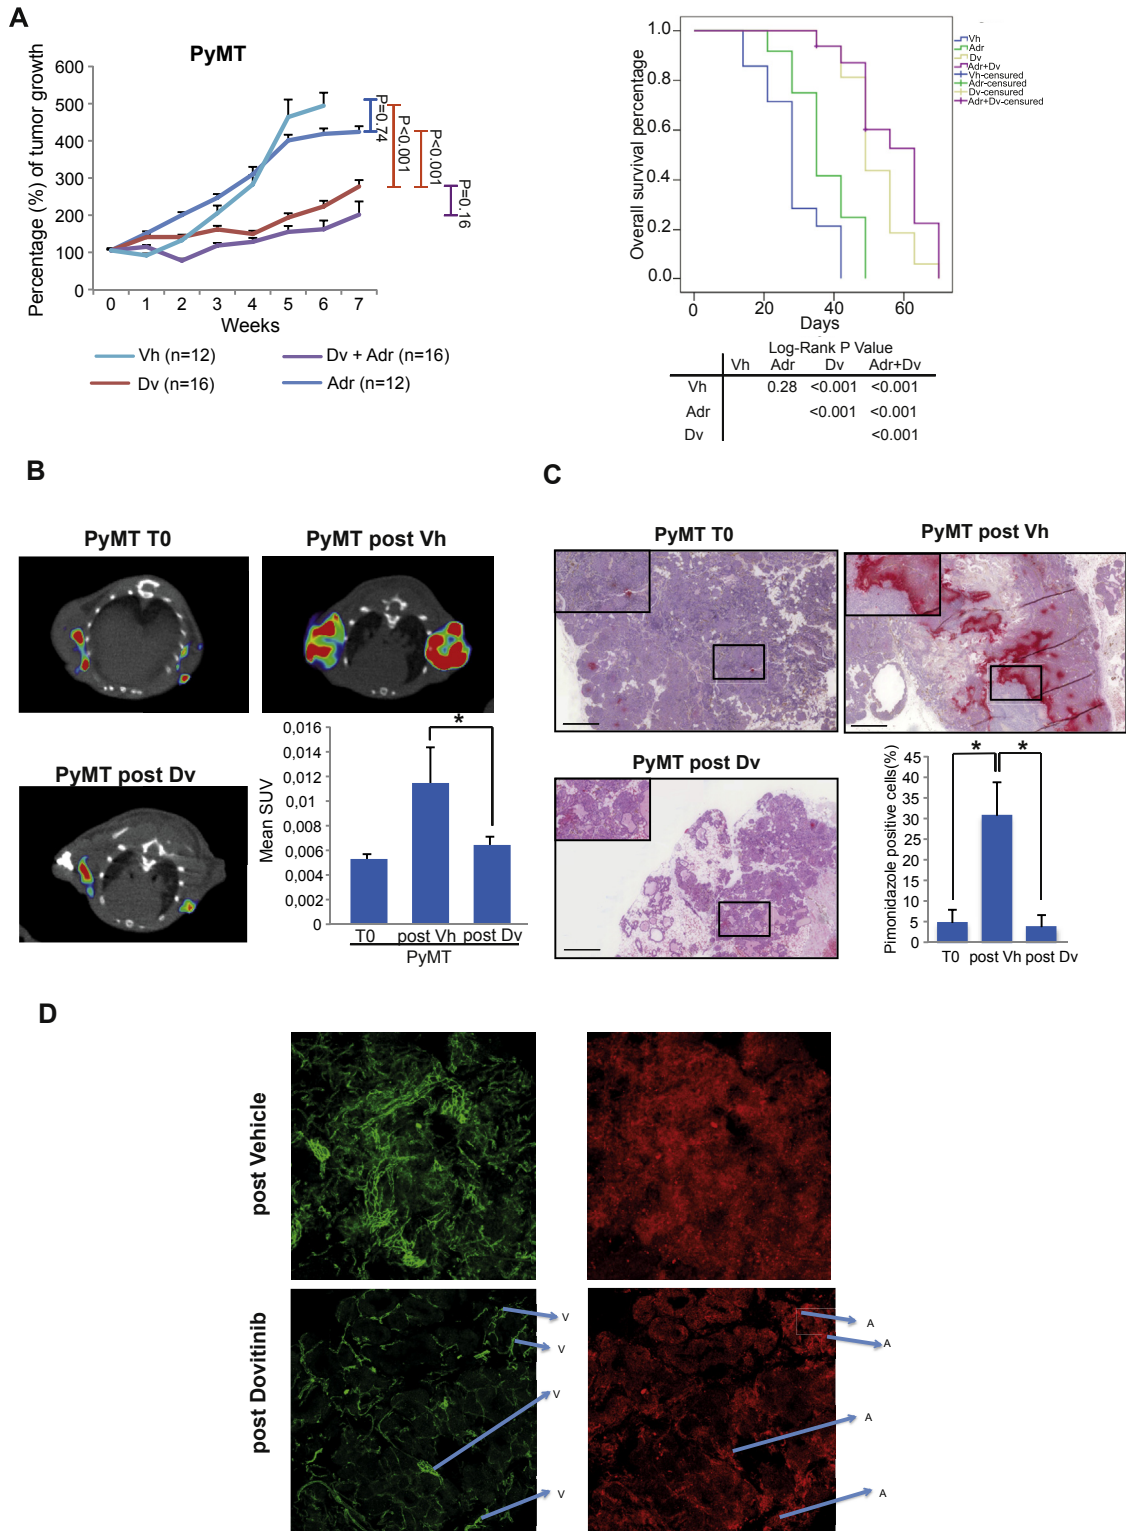 A
PyMT
Percentage (%) of tumor growth
600
500
400
300
200
100
0
0 1 2 3 4 5 6 7
Weeks
P=0.74
P<0.001
P<0.001
P=0.16
Vh (n=12)
Dv + Adr (n=16)
Dv (n=16)
Adr (n=12)
Overall survival percentage
1.0
0.8
0.6
0.4
0.2
0.0
0 20 40 60
Days
Vh
Adr
Dv
Adr+Dv
Vh-censured
Adr-censured
Dv-censured
Adr+Dv-censured
Log-Rank P Value
Vh Adr Dv Adr+Dv
Vh 0.28 <0.001 <0.001
Adr <0.001 <0.001
Dv <0.001
B
PyMT T0
PyMT post Vh
PyMT post Dv
Mean SUV
0,016
0,014
0,012
0,01
0,008
0,006
0,004
0,002
0
*
T0 post Vh post Dv
PyMT
C
PyMT T0
PyMT post Vh
PyMT post Dv
Pimonidazole positive cells(%)
45
40
35
30
25
20
15
10
5
0
* *
T0 post Vh post Dv
D
post Vehicle
post Dovitinib
V
V
V
V
A
A
A
A